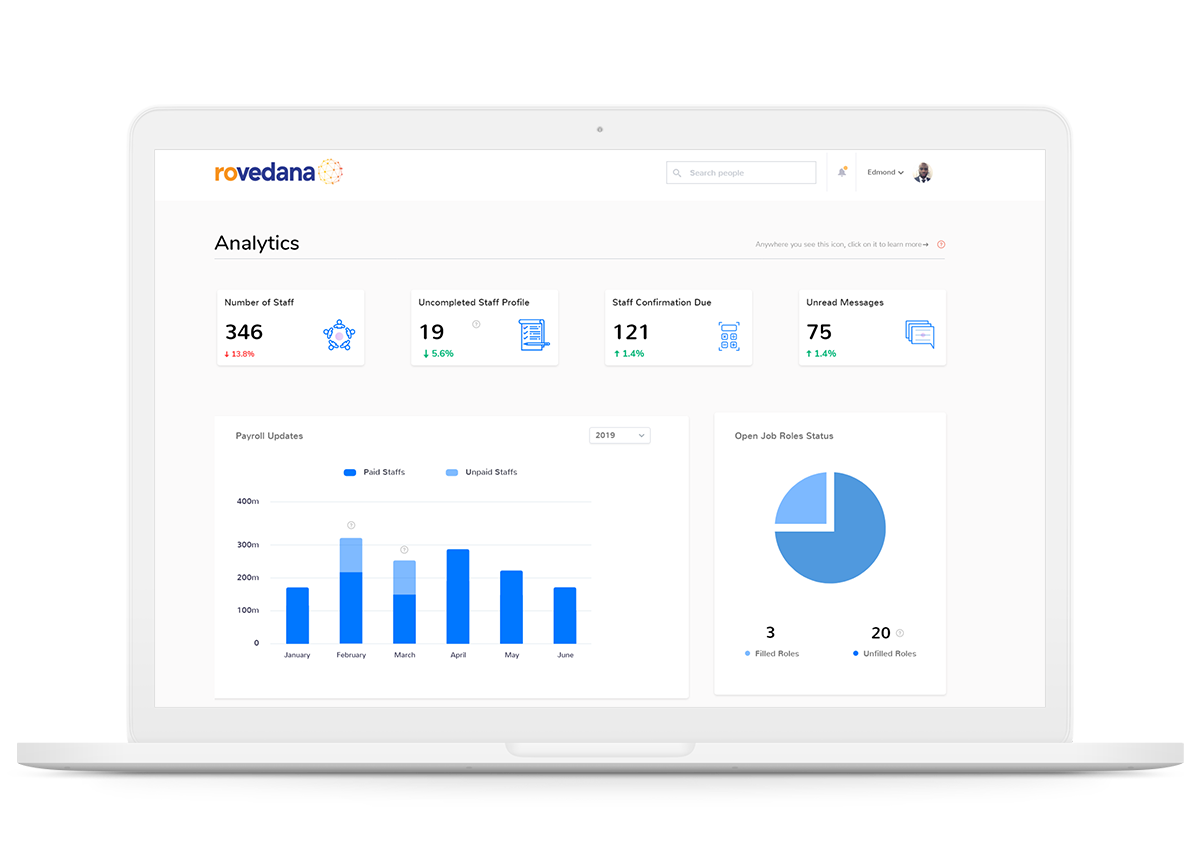 rovedana
Search people
Edmond
Analytics
Anywhere you see this icon, click on it to learn more→
Number of Staff
346
↓ 13.8%
Uncompleted Staff Profile
19
↓ 5.6%
Staff Confirmation Due
121
↑ 1.4%
Unread Messages
75
↑ 1.4%
Payroll Updates
2019
Paid Staffs
Unpaid Staffs
400m
300m
200m
100m
0
January February March April May June
Open Job Roles Status
3
Filled Roles
20
Unfilled Roles